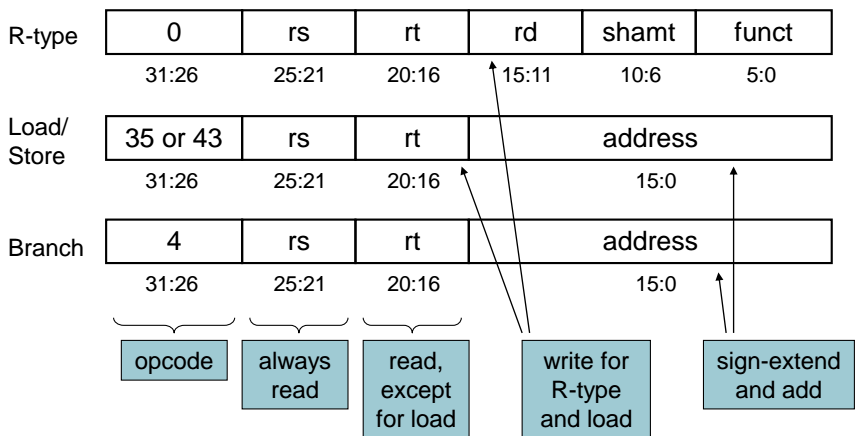 R-type 0 rs rt rd shamt funct
31:26 25:21 20:16 15:11 10:6 5:0
Load/
Store 35 or 43 rs rt address
31:26 25:21 20:16 15:0
Branch 4 rs rt address
31:26 25:21 20:16 15:0
opcode
always
read
read,
except
for load
write for
R-type
and load
sign-extend
and add